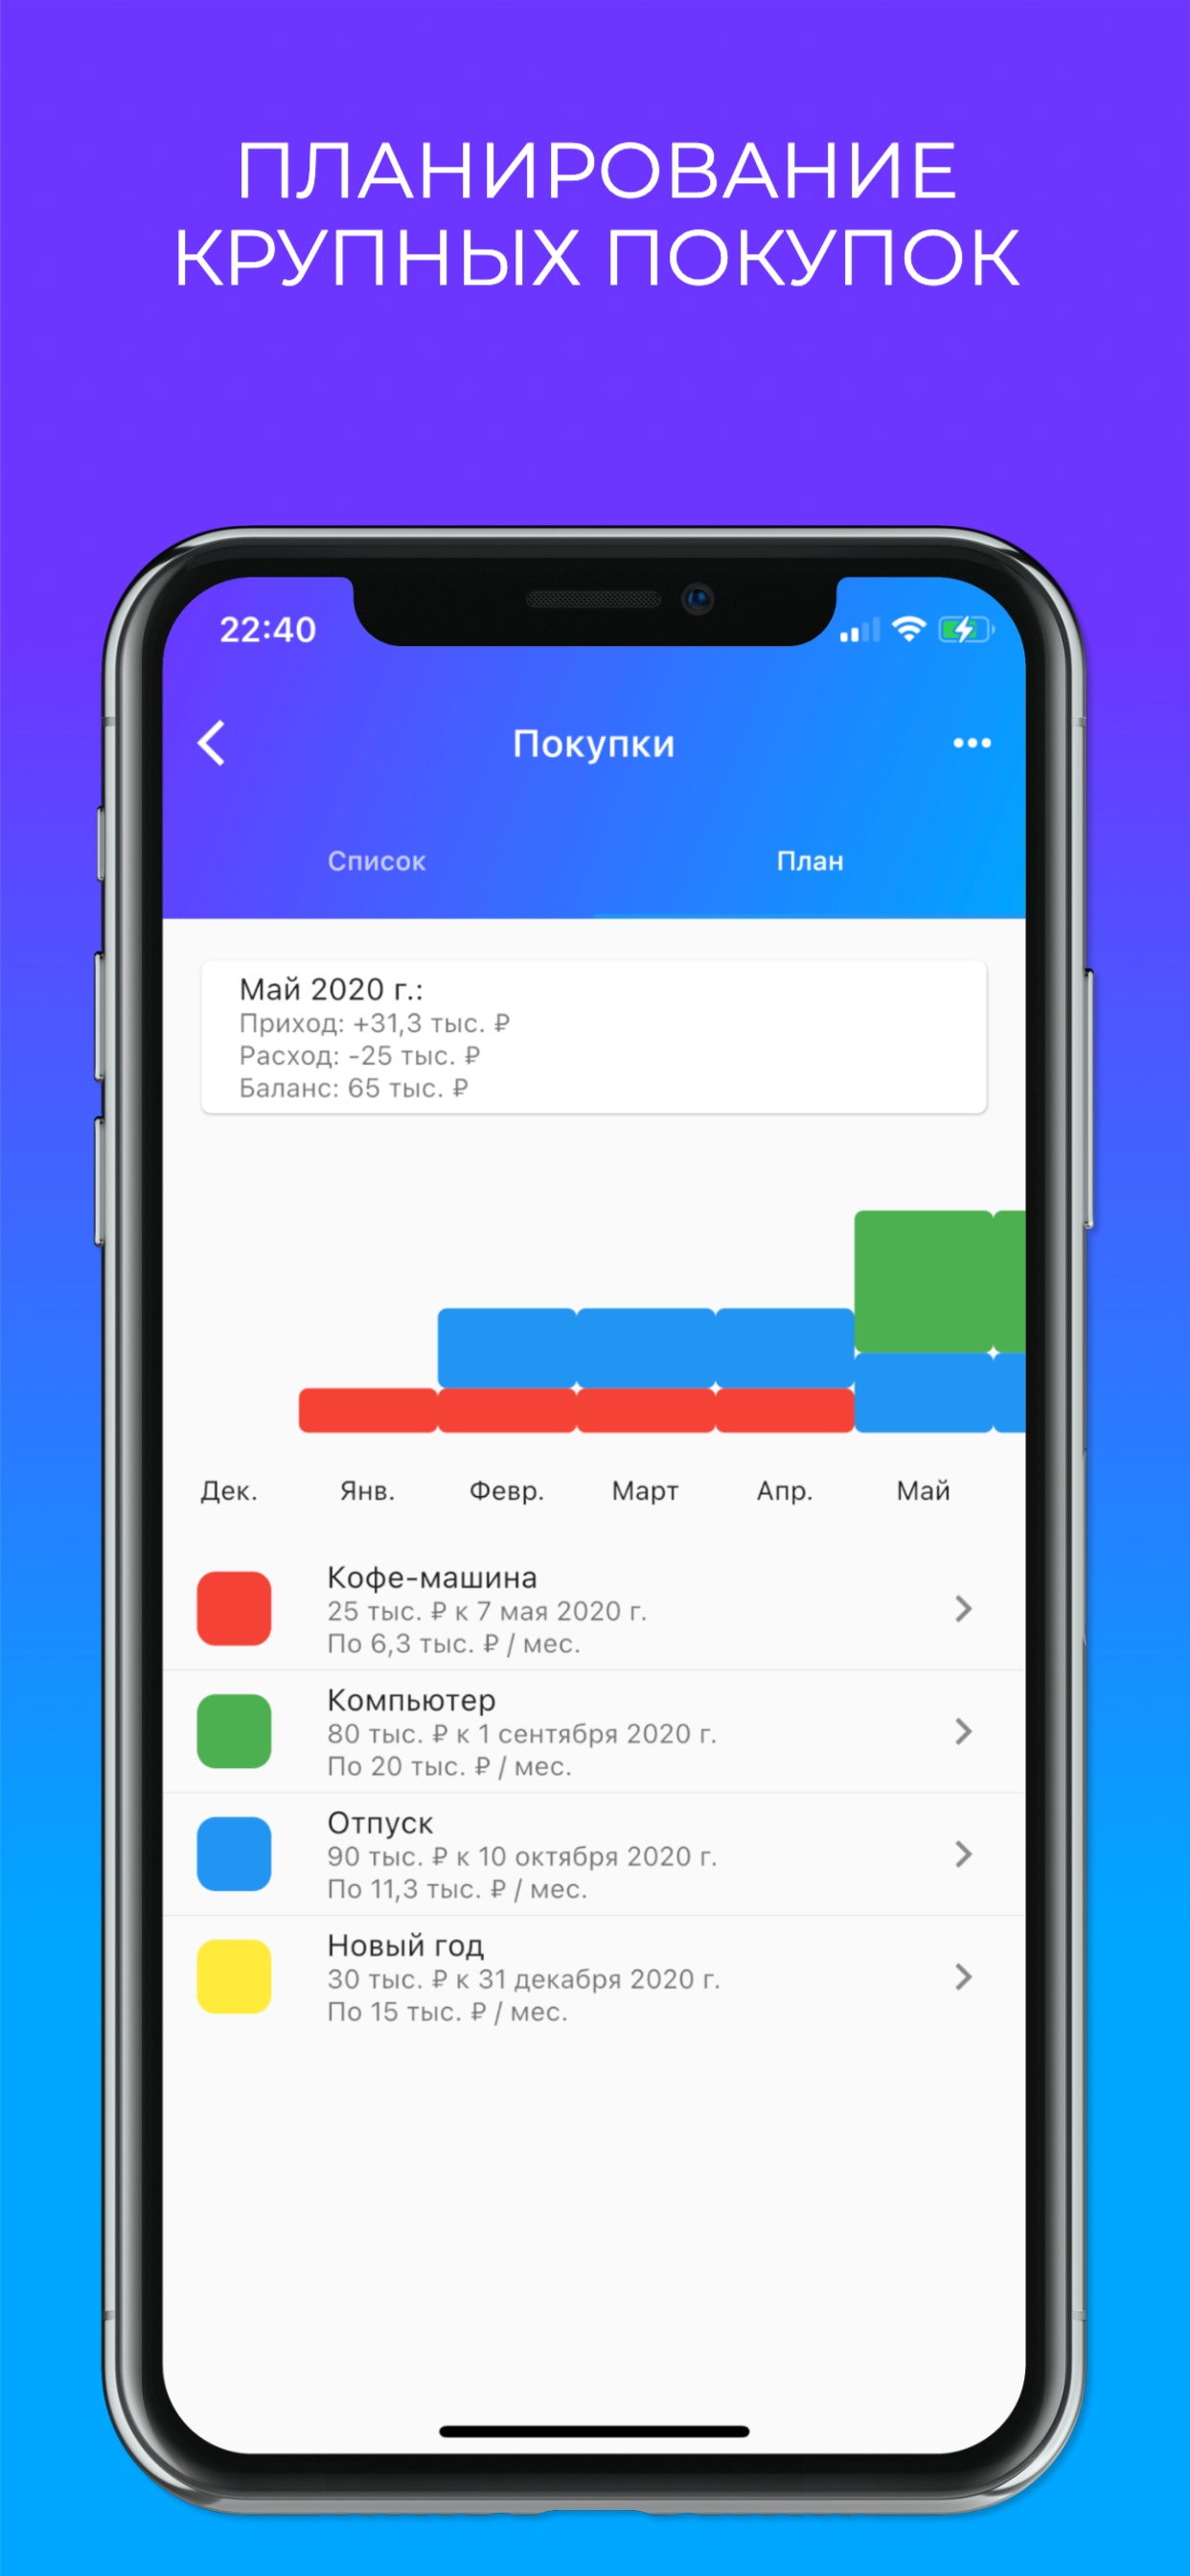 ПЛАНИРОВАНИЕ
КРУПНЫХ ПОКУПОК
22:40
Покупки
Список
План
Май 2020 г.:
Приход: +31,3 тыс. ₽
Расход: -25 тыс. ₽
Баланс: 65 тыс. ₽
Дек. Янв. Февр. Март Апр. Май
Кофе-машина
25 тыс. ₽ к 7 мая 2020 г.
По 6,3 тыс. ₽ / мес.
Компьютер
80 тыс. ₽ к 1 сентября 2020 г.
По 20 тыс. ₽ / мес.
Отпуск
90 тыс. ₽ к 10 октября 2020 г.
По 11,3 тыс. ₽ / мес.
Новый год
30 тыс. ₽ к 31 декабря 2020 г.
По 15 тыс. ₽ / мес.